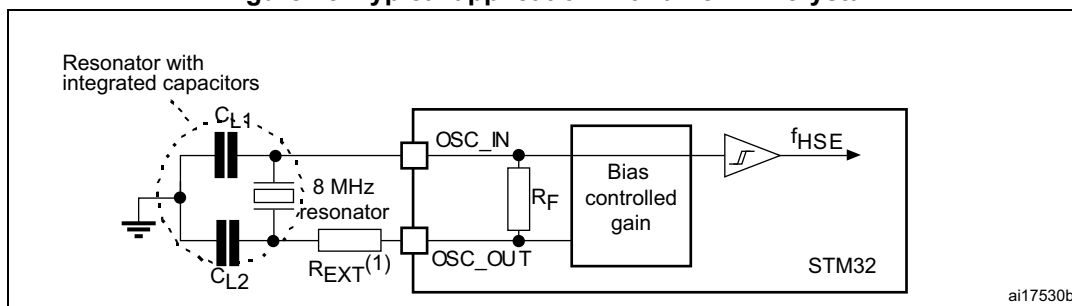 Resonator with
integrated capacitors
CL1
OSC_IN
fHSE
8 MHz
resonator
RF
Bias
controlled
gain
REXT(1)
OSC_OUT
CL2
STM32
ai17530b